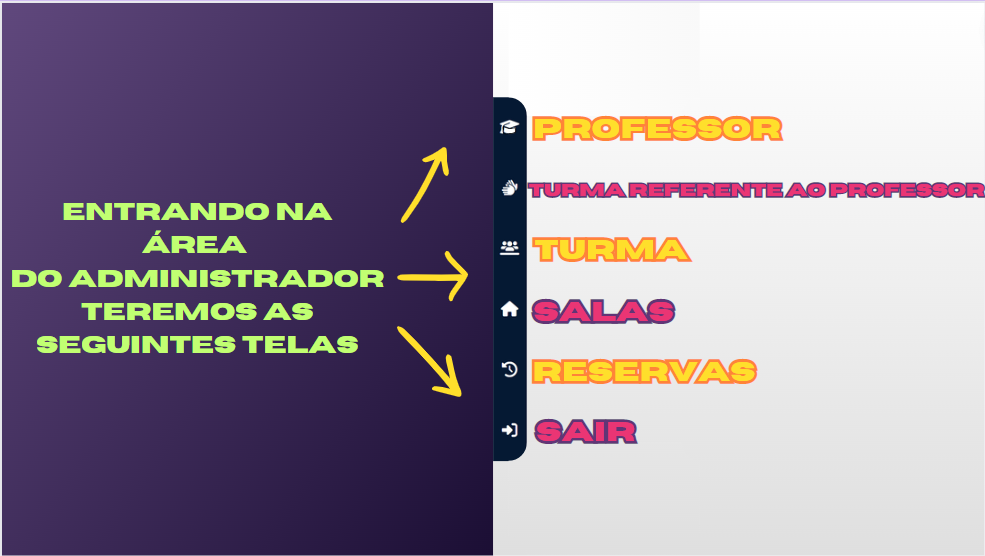 ENTRANDO NA
ÁREA
DO ADMINISTRADOR
TEREMOS AS
SEGUINTES TELAS
PROFESSOR
TURMA REFERENTE AO PROFESSOR
TURMA
SALAS
RESERVAS
SAIR